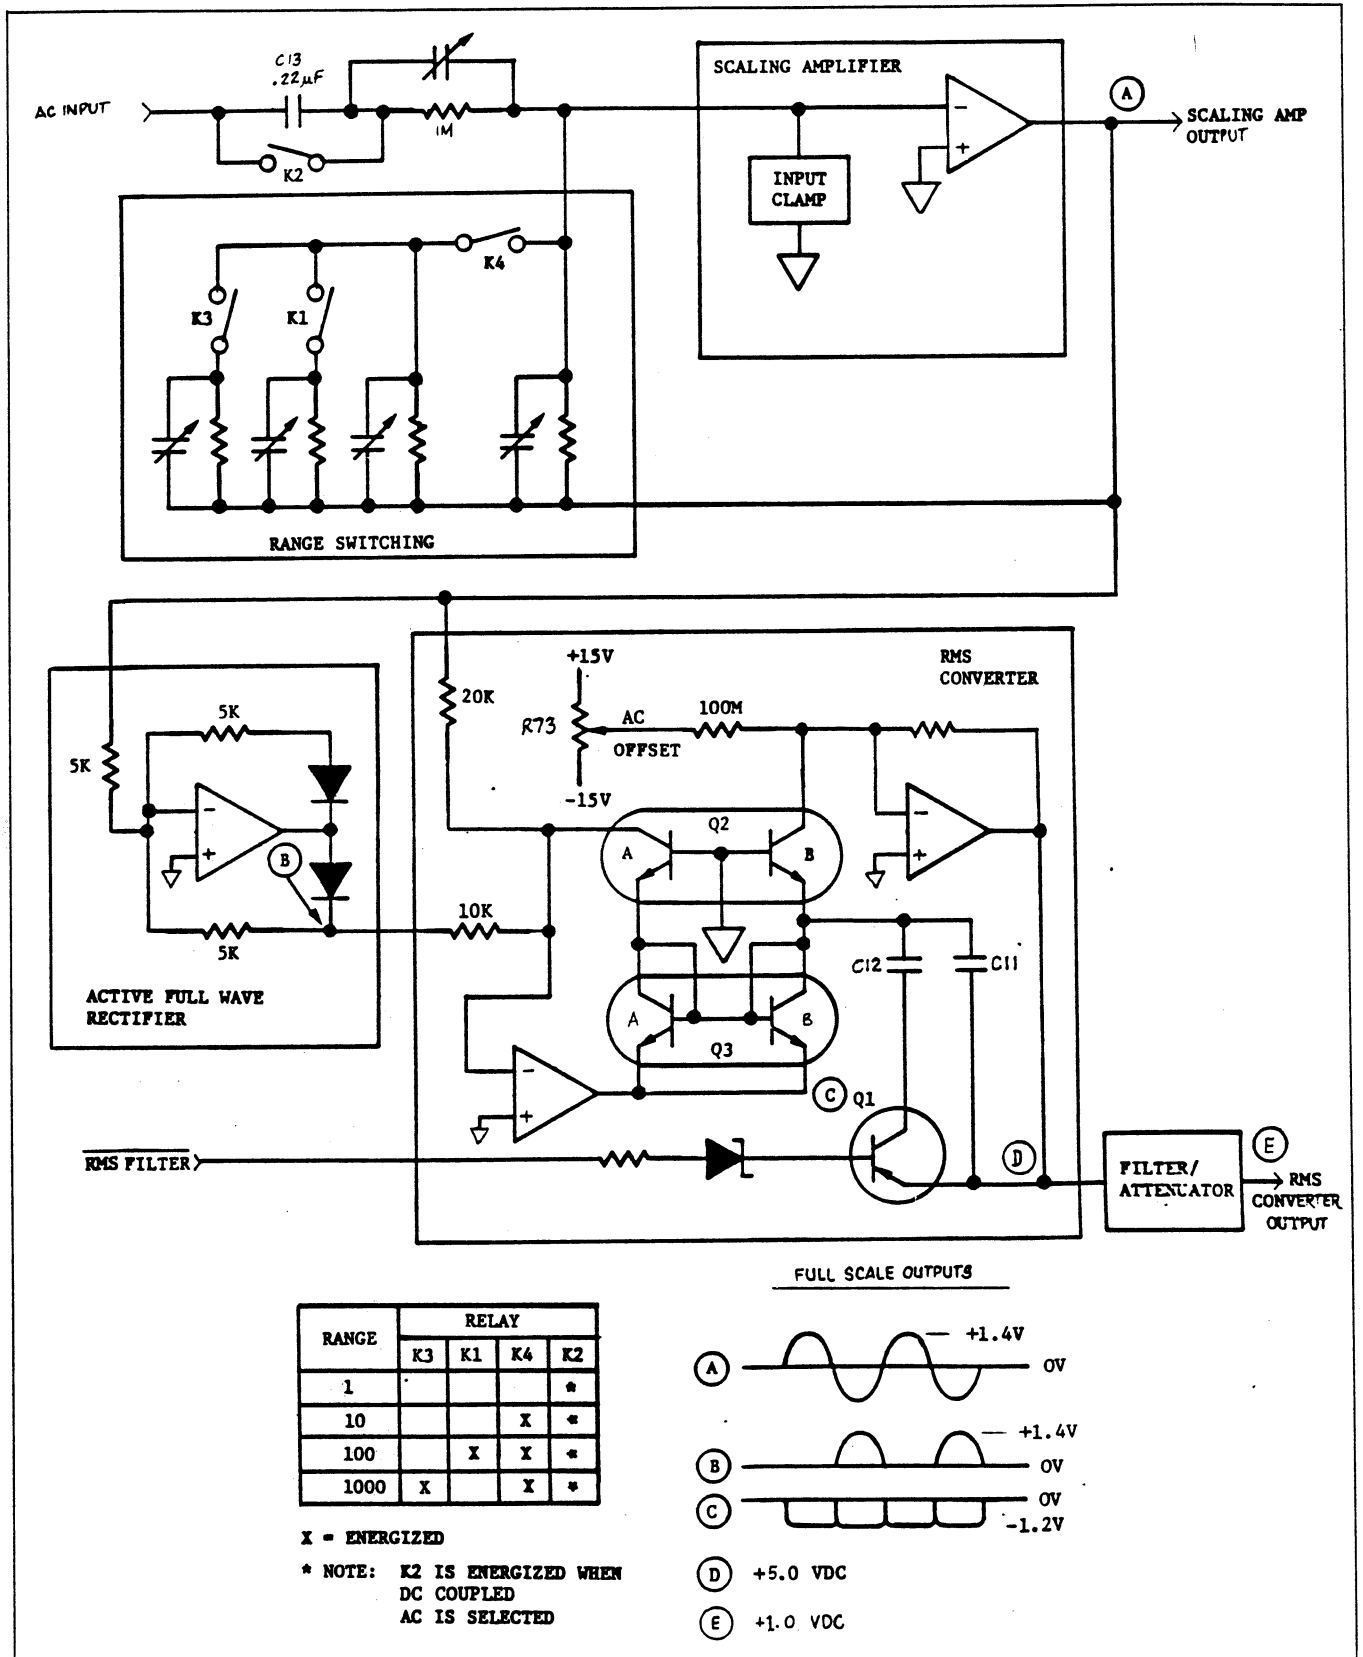 C13
.22µF
AC INPUT
1M
K2
SCALING AMPLIFIER
−
+
INPUT
CLAMP
A
SCALING AMP
OUTPUT
K4
K3
K1
RANGE SWITCHING
5K
5K
−
+
B
5K
ACTIVE FULL WAVE
RECTIFIER
20K
10K
+15V
R73
-15V
AC
OFFSET
100M
RMS
CONVERTER
−
+
Q2
A
B
A
B
Q3
C12
C11
−
+
C
Q1
D
RMS FILTER
FILTER/
ATTENUATOR
E
RMS
CONVERTER
OUTPUT
FULL SCALE OUTPUTS
RANGE RELAY
K3 K1 K4 K2
1 *
10 X *
100 X X *
1000 X X *
X = ENERGIZED
* NOTE: K2 IS ENERGIZED WHEN
DC COUPLED
AC IS SELECTED
A +1.4V
0V
B +1.4V
0V
C 0V
-1.2V
D +5.0 VDC
E +1.0 VDC